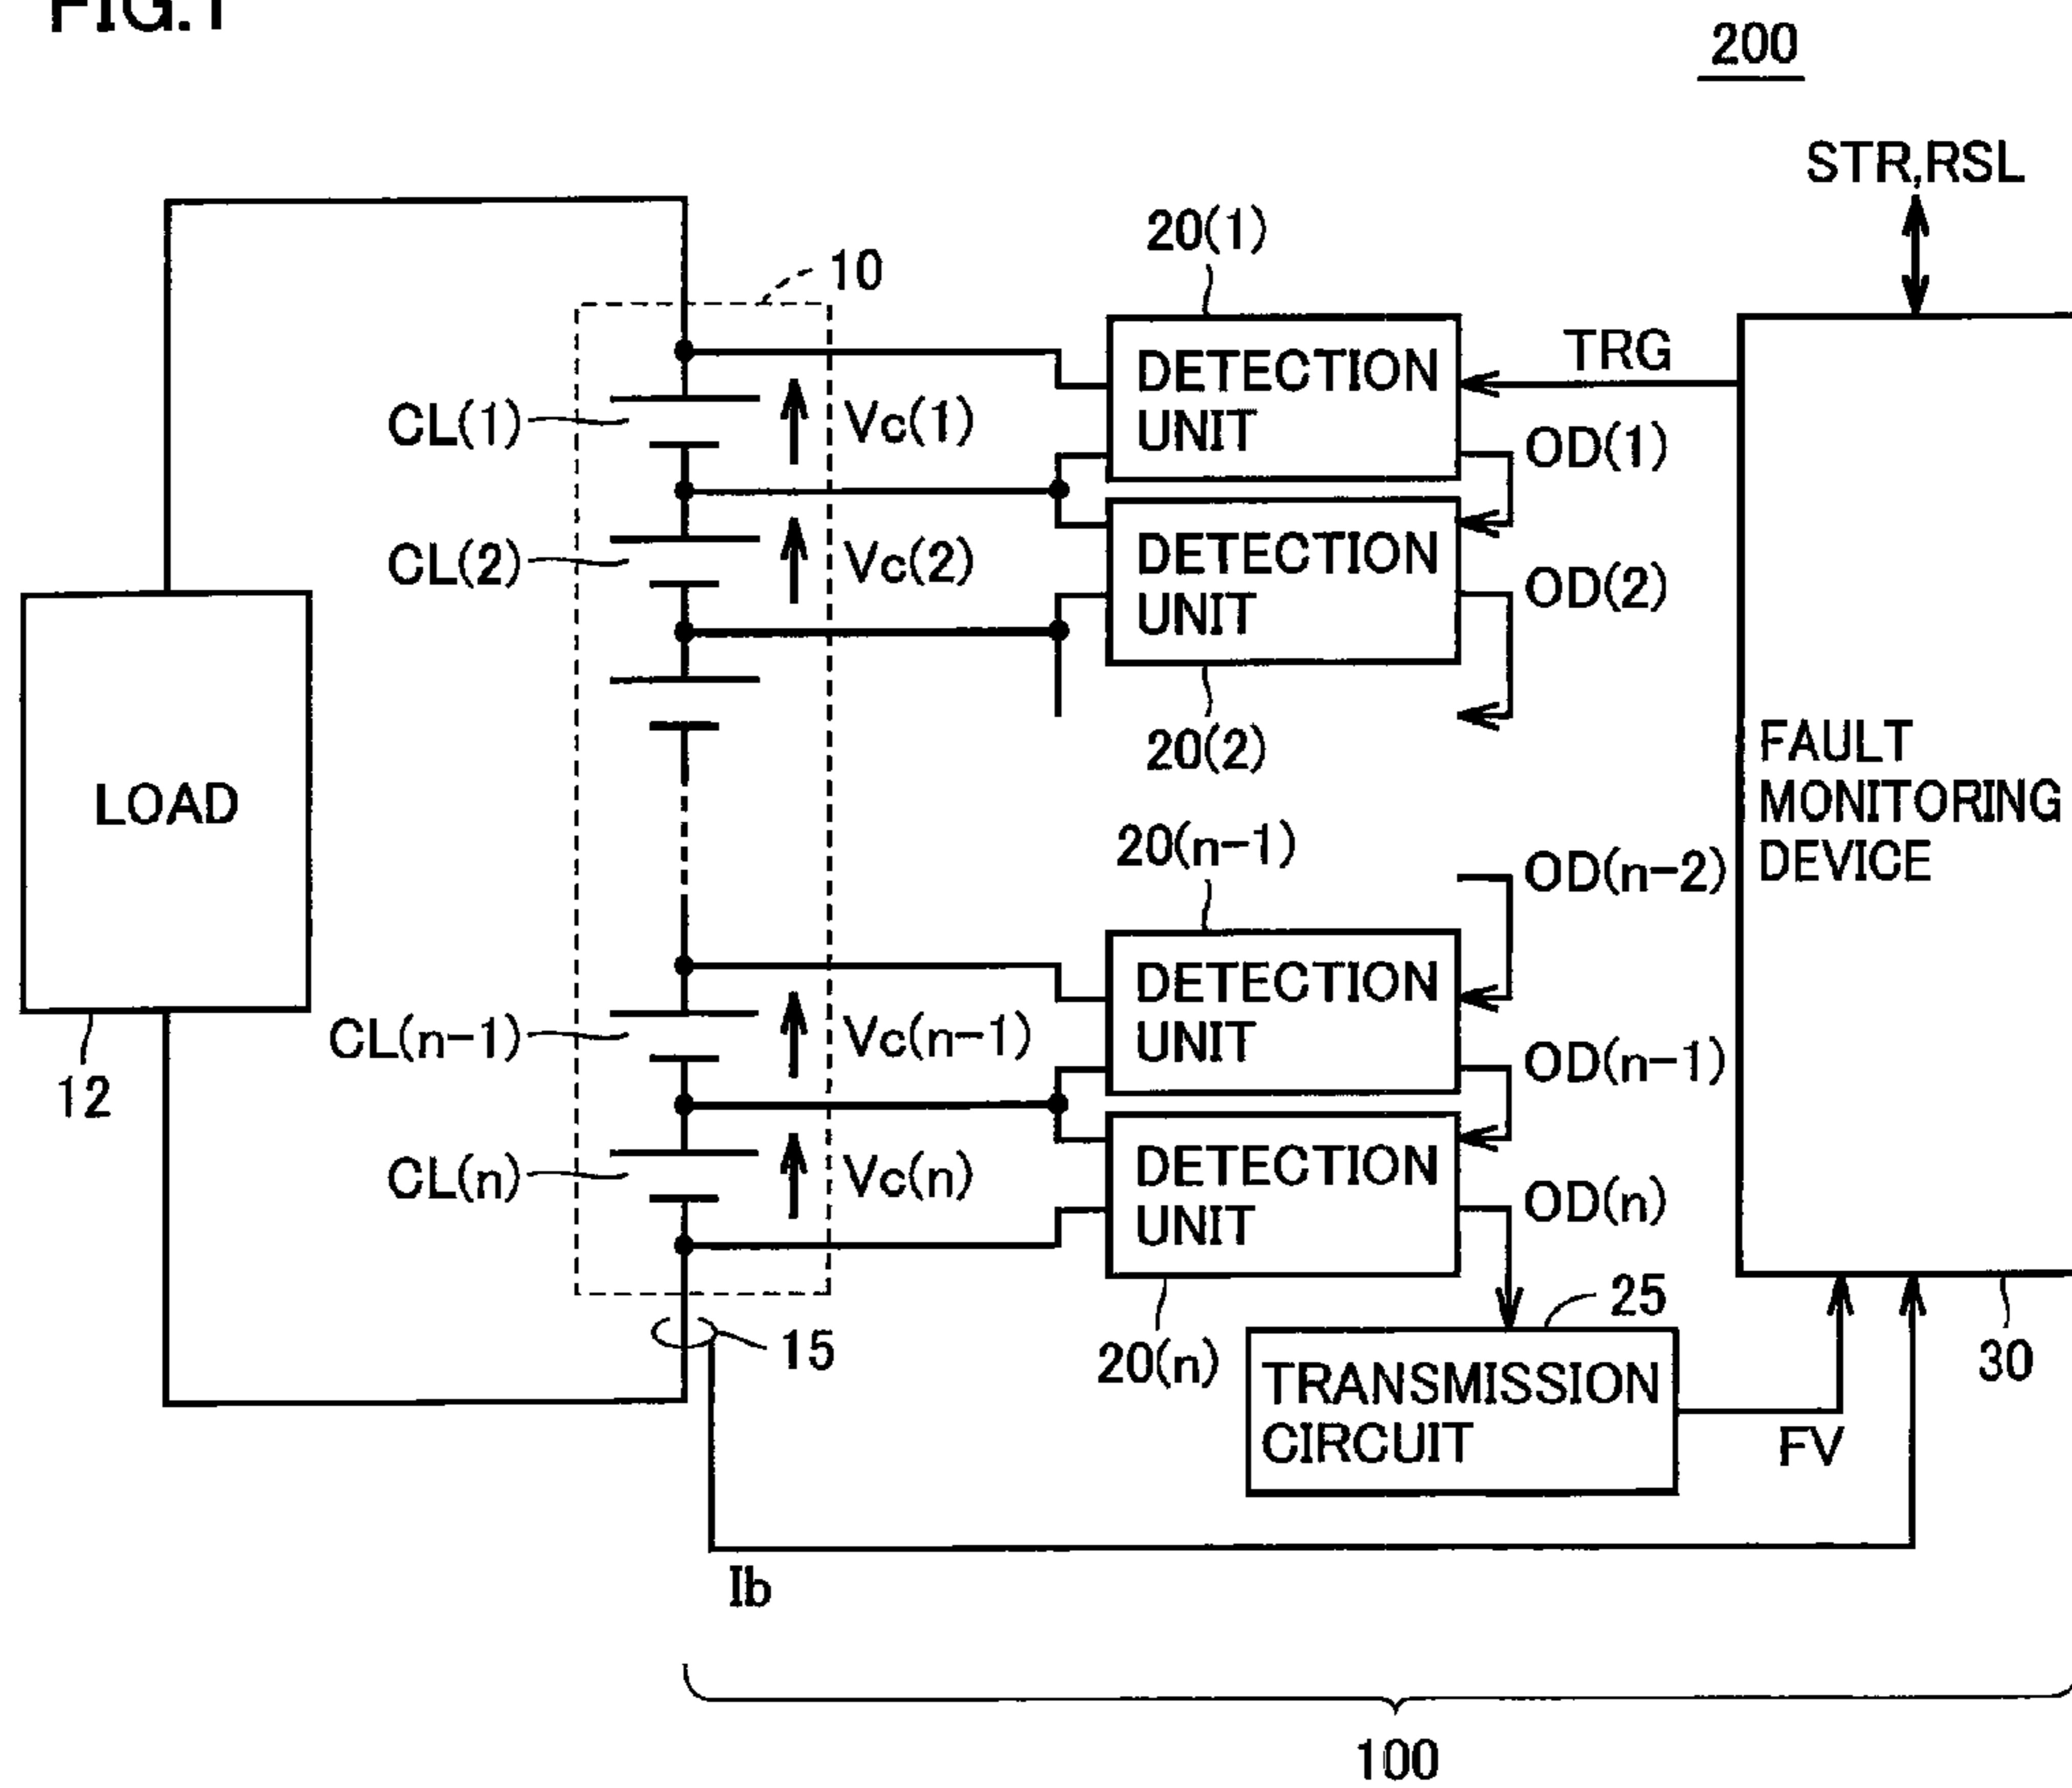 FIG.1
200
STR,RSL
20(1)
10
DETECTION
UNIT
TRG
CL(1)
Vc(1)
OD(1)
CL(2)
Vc(2)
DETECTION
UNIT
OD(2)
20(2)
LOAD
FAULT
MONITORING
DEVICE
20(n-1)
OD(n-2)
12
CL(n-1)
Vc(n-1)
DETECTION
UNIT
OD(n-1)
CL(n)
Vc(n)
DETECTION
UNIT
OD(n)
15
20(n)
25
30
TRANSMISSION
CIRCUIT
FV
Ib
100